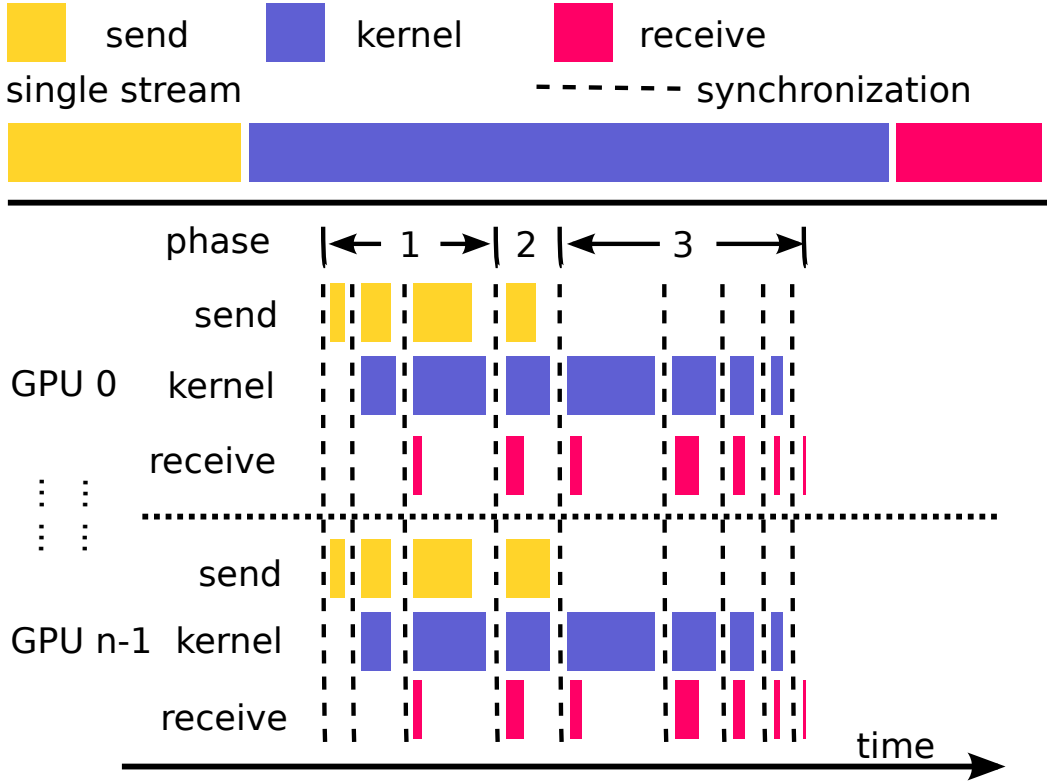 send kernel receive
single stream synchronization
phase 1 2 3
send
GPU 0 kernel
receive
send
GPU n-1 kernel
receive
time